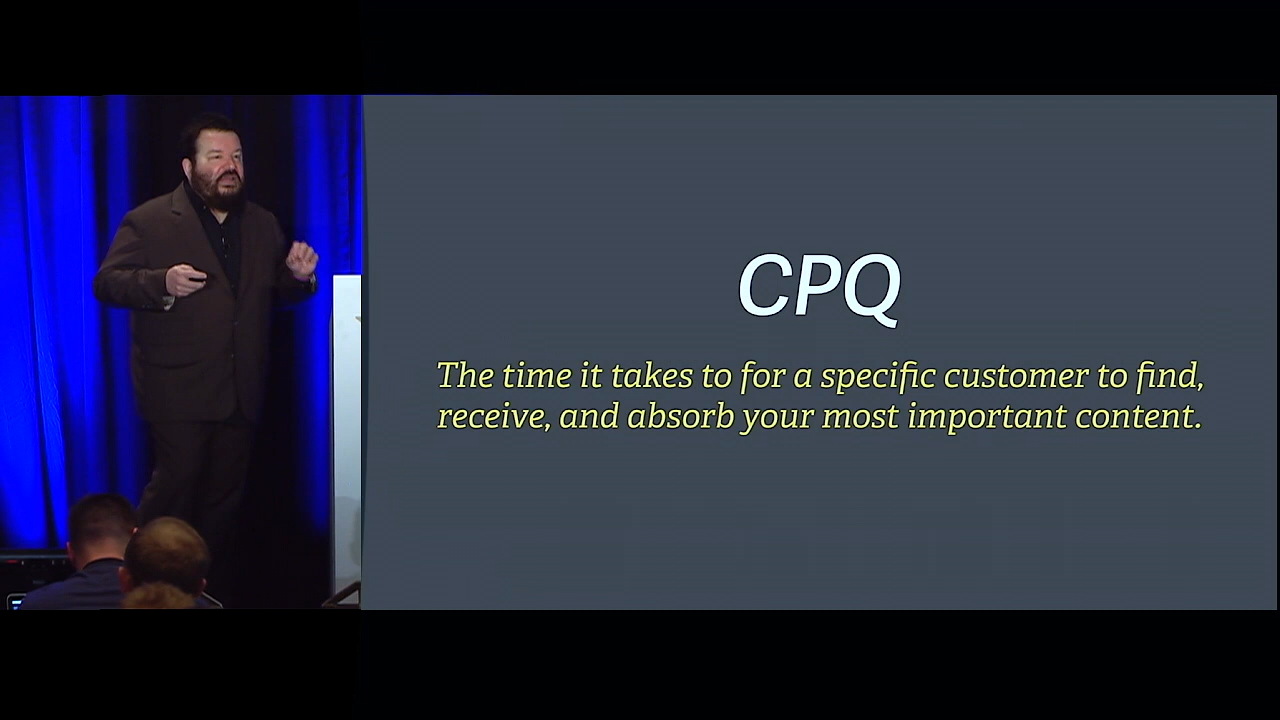 CPQ
The time it takes to for a specific customer to find,
receive, and absorb your most important content.